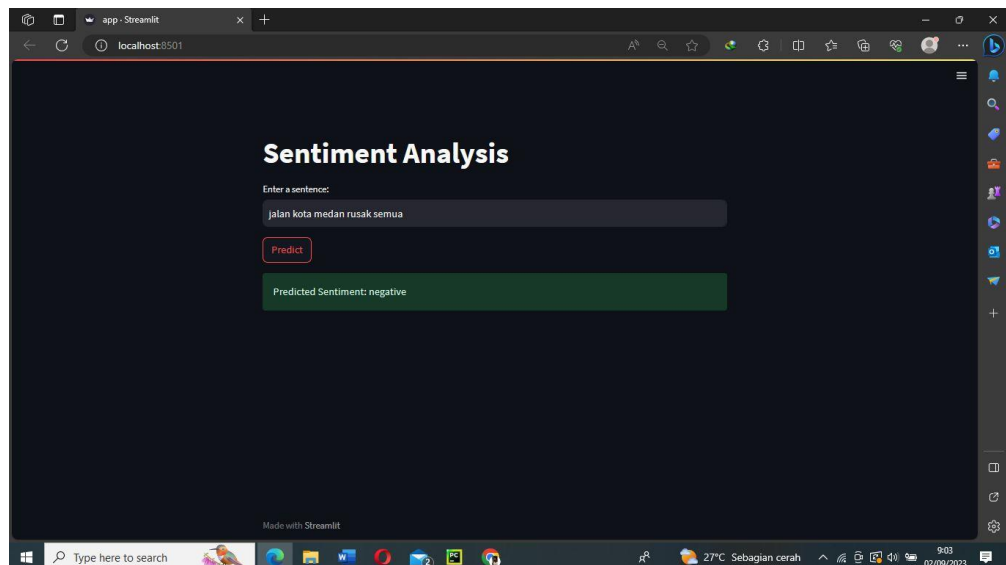 app · Streamlit
localhost:8501
Sentiment Analysis
Enter a sentence:
jalan kota medan rusak semua
Predict
Predicted Sentiment: negative
Made with Streamlit
Type here to search
27°C Sebagian cerah
9:03
02/09/2023